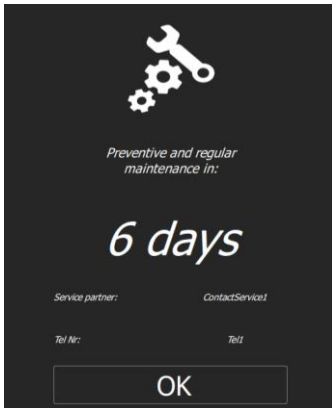 Preventive and regular
maintenance in:
6 days
Service partner: ContactService1
Tel Nr: Tel1
OK